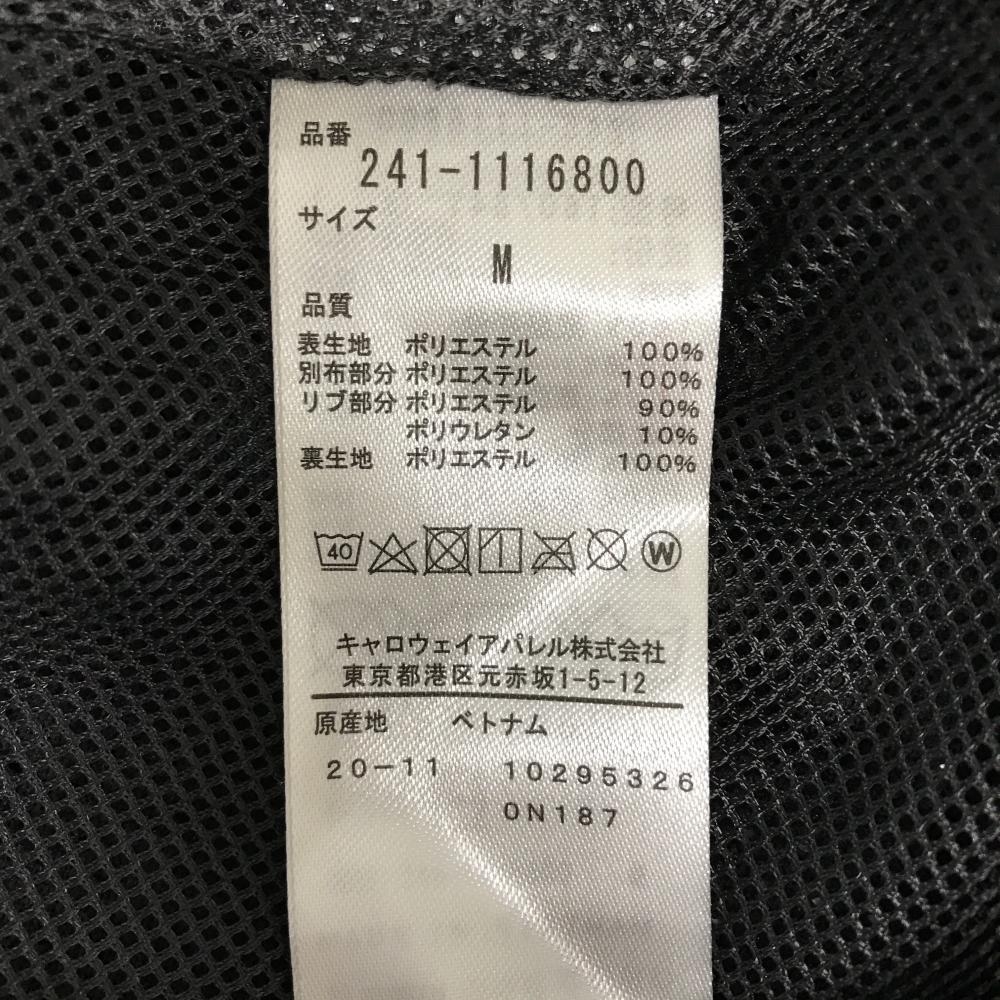 品番
241-1116800
サイズ
M
品質
表生地 ポリエステル 100%
別布部分 ポリエステル 100%
リブ部分 ポリエステル 90%
ポリウレタン 10%
裏生地 ポリエステル 100%
40 W
キャロウェイアパレル株式会社
東京都港区元赤坂1-5-12
原産地 ベトナム
20-11 10295326
0N187